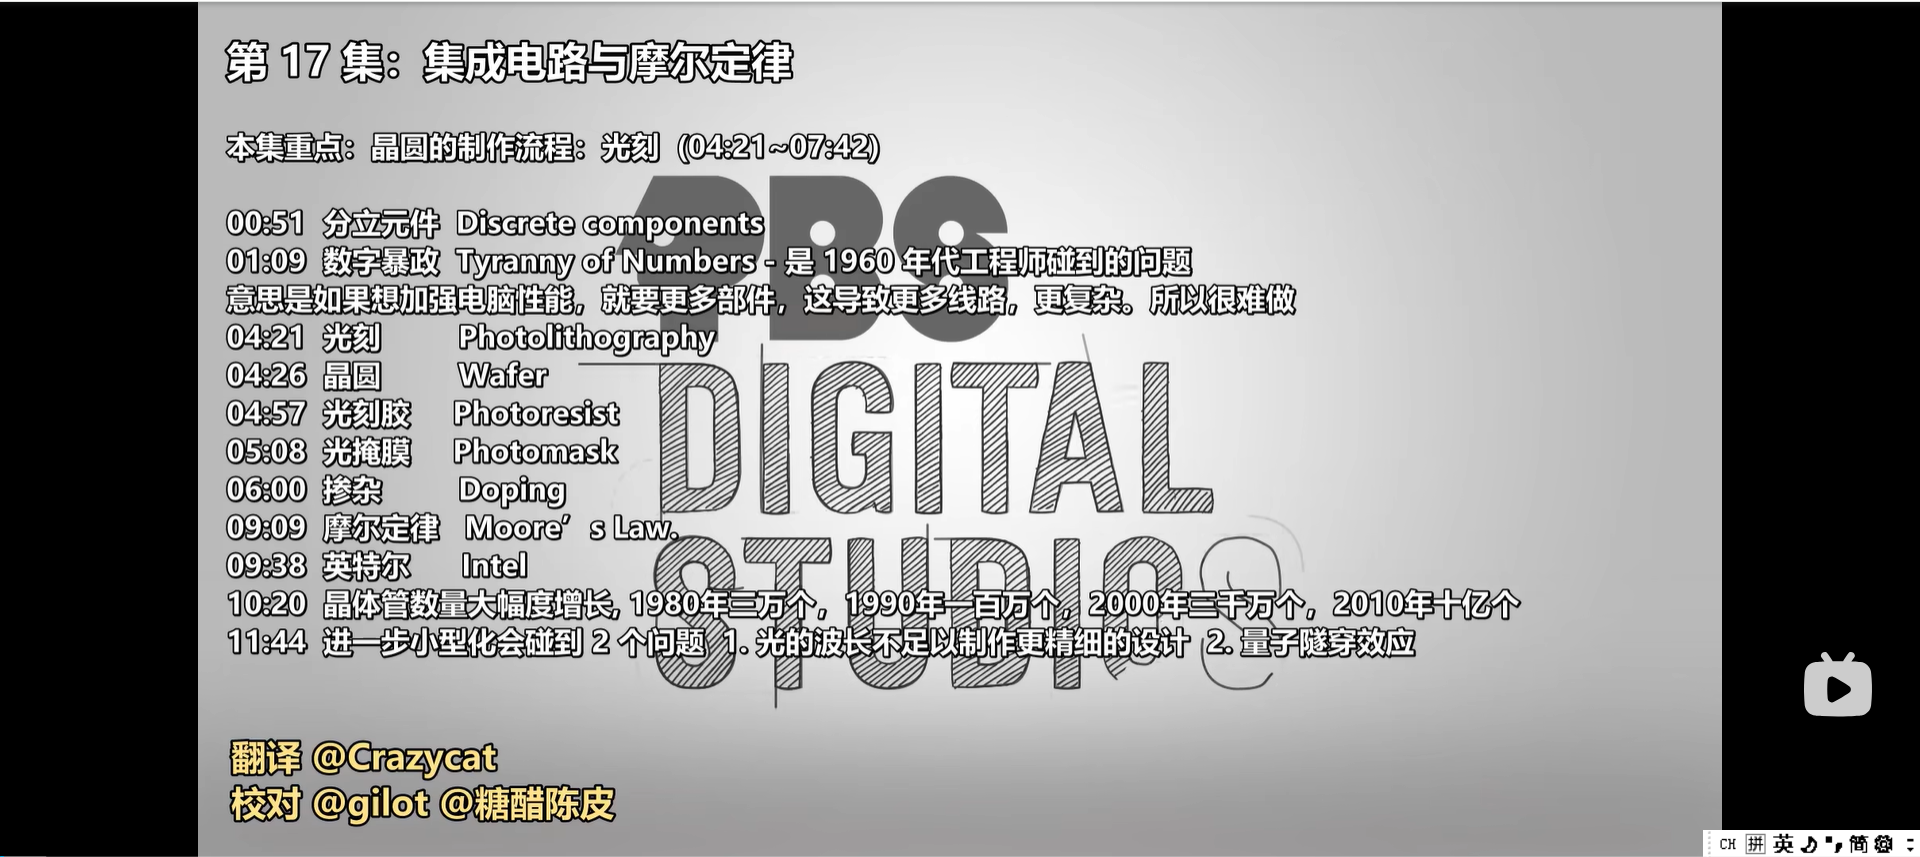 第 17 集：集成电路与摩尔定律
本集重点：晶圆的制作流程：光刻 (04:21~07:42)
PBS
00:51 分立元件 Discrete components
01:09 数字暴政 Tyranny of Numbers - 是 1960 年代工程师碰到的问题
意思是如果想加强电脑性能，就要更多部件，这导致更多线路，更复杂。所以很难做
04:21 光刻 Photolithography
04:26 晶圆 Wafer
DIGITAL
04:57 光刻胶 Photoresist
05:08 光掩膜 Photomask
06:00 掺杂 Doping
09:09 摩尔定律 Moore’s Law.
09:38 英特尔 Intel
STUDIOS
10:20 晶体管数量大幅度增长, 1980年三万个，1990年一百万个，2000年三千万个，2010年十亿个
11:44 进一步小型化会碰到 2 个问题 1. 光的波长不足以制作更精细的设计 2. 量子隧穿效应
翻译 @Crazycat
校对 @gilot @糖醋陈皮
CH 拼 英 简